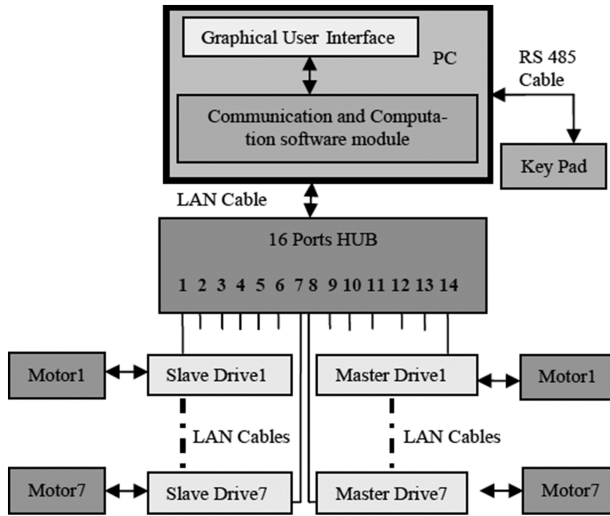 Graphical User Interface
PC
RS 485
Cable
Communication and Computa-
tion software module
Key Pad
LAN Cable
16 Ports HUB
1 2 3 4 5 6 7 8 9 10 11 12 13 14
Motor1
Slave Drive1
Master Drive1
Motor1
LAN Cables
LAN Cables
Motor7
Slave Drive7
Master Drive7
Motor7